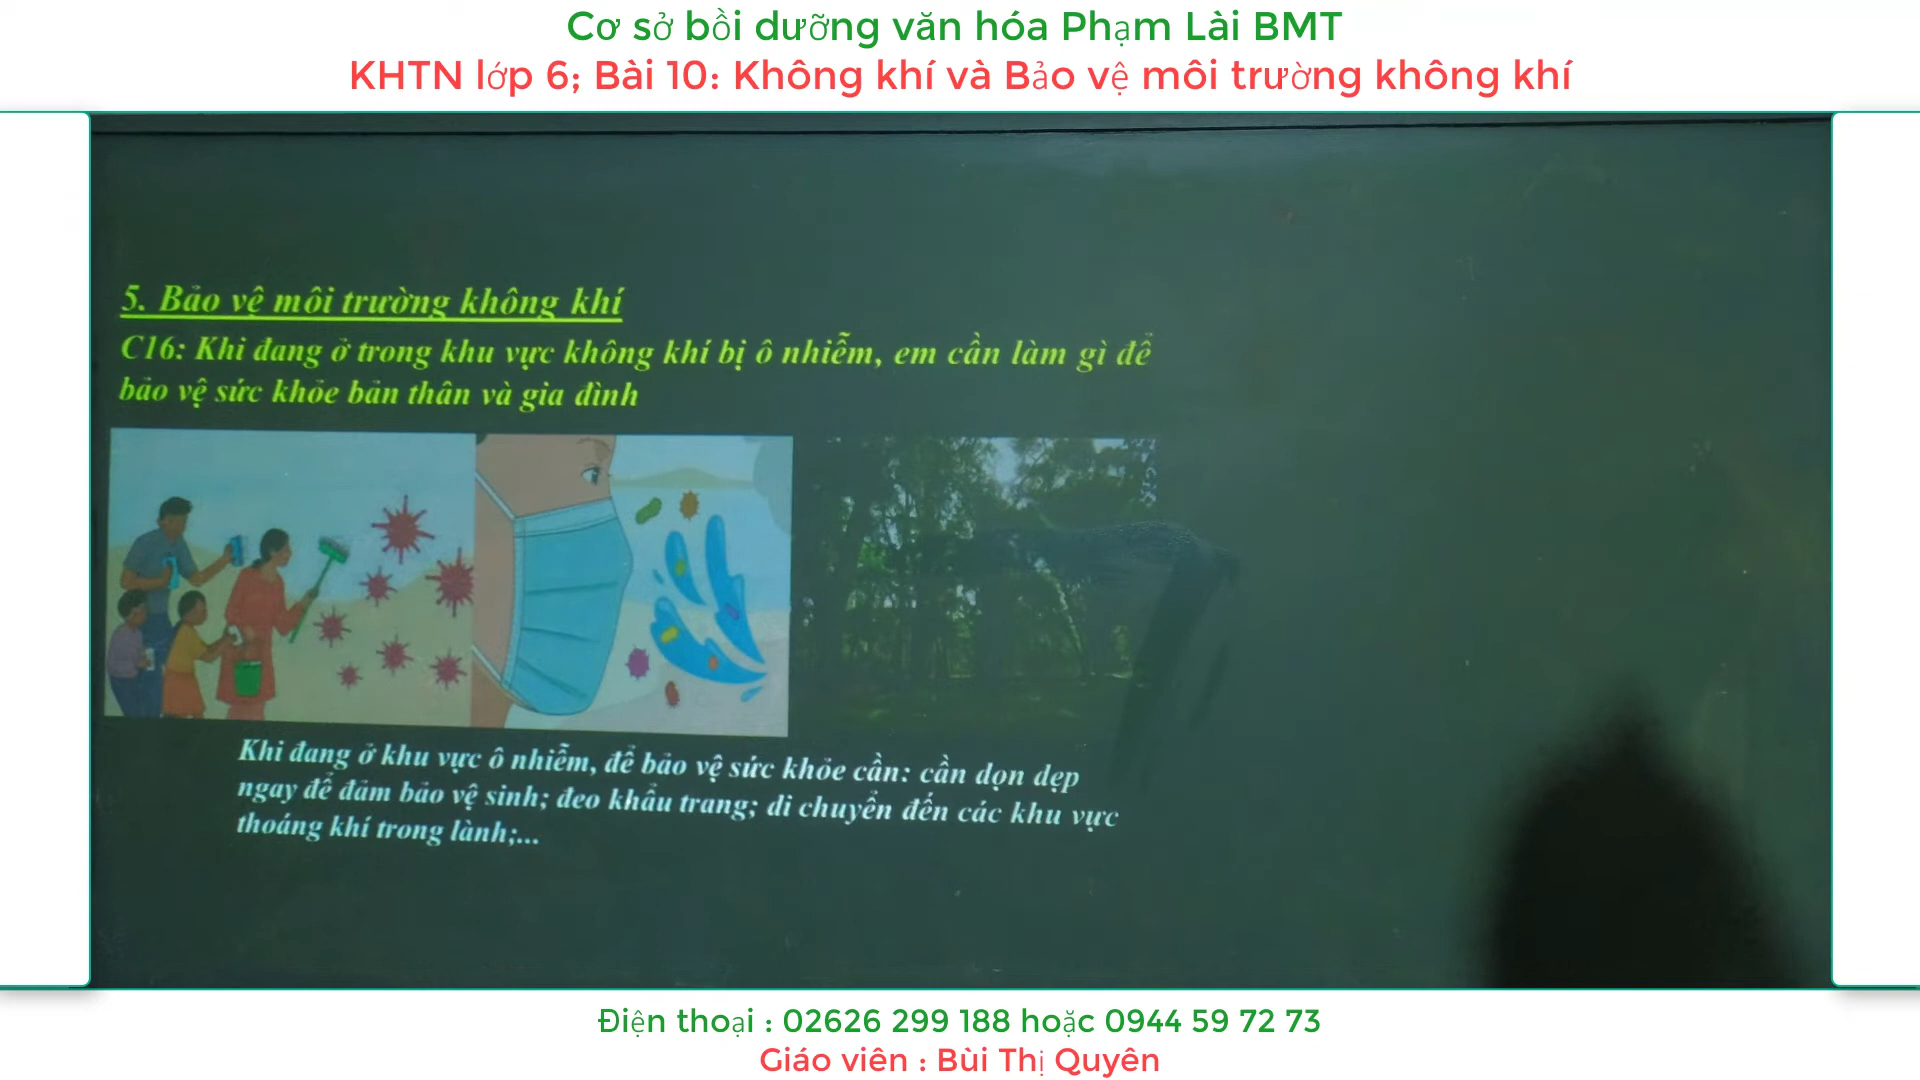 Cơ sở bồi dưỡng văn hóa Phạm Lài BMT
KHTN lớp 6; Bài 10: Không khí và Bảo vệ môi trường không khí
5. Bảo vệ môi trường không khí
C16: Khi đang ở trong khu vực không khí bị ô nhiễm, em cần làm gì để
bảo vệ sức khỏe bản thân và gia đình
Khi đang ở khu vực ô nhiễm, để bảo vệ sức khỏe cần: cần dọn dẹp
ngay để đảm bảo vệ sinh; đeo khẩu trang; di chuyển đến các khu vực
thoáng khí trong lành;...
Điện thoại : 02626 299 188 hoặc 0944 59 72 73
Giáo viên : Bùi Thị Quyên